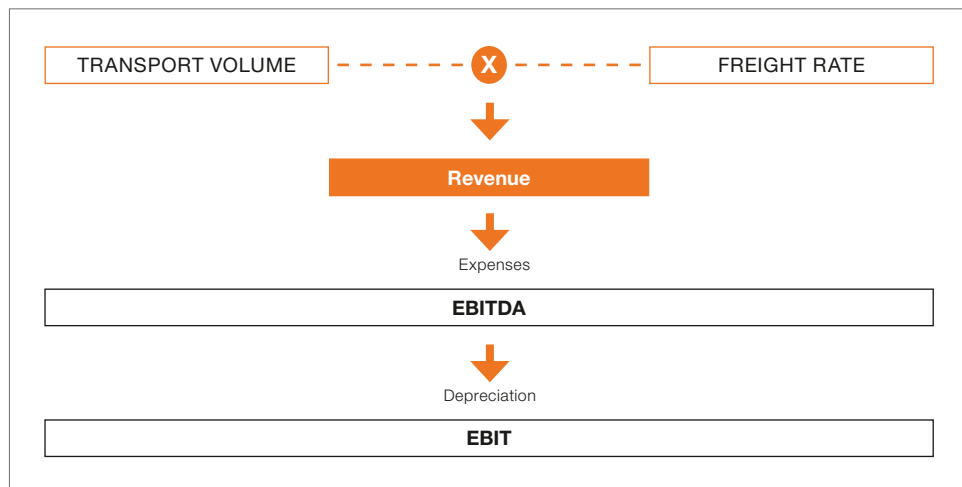 TRANSPORT VOLUME
X
FREIGHT RATE
Revenue
Expenses
EBITDA
Depreciation
EBIT